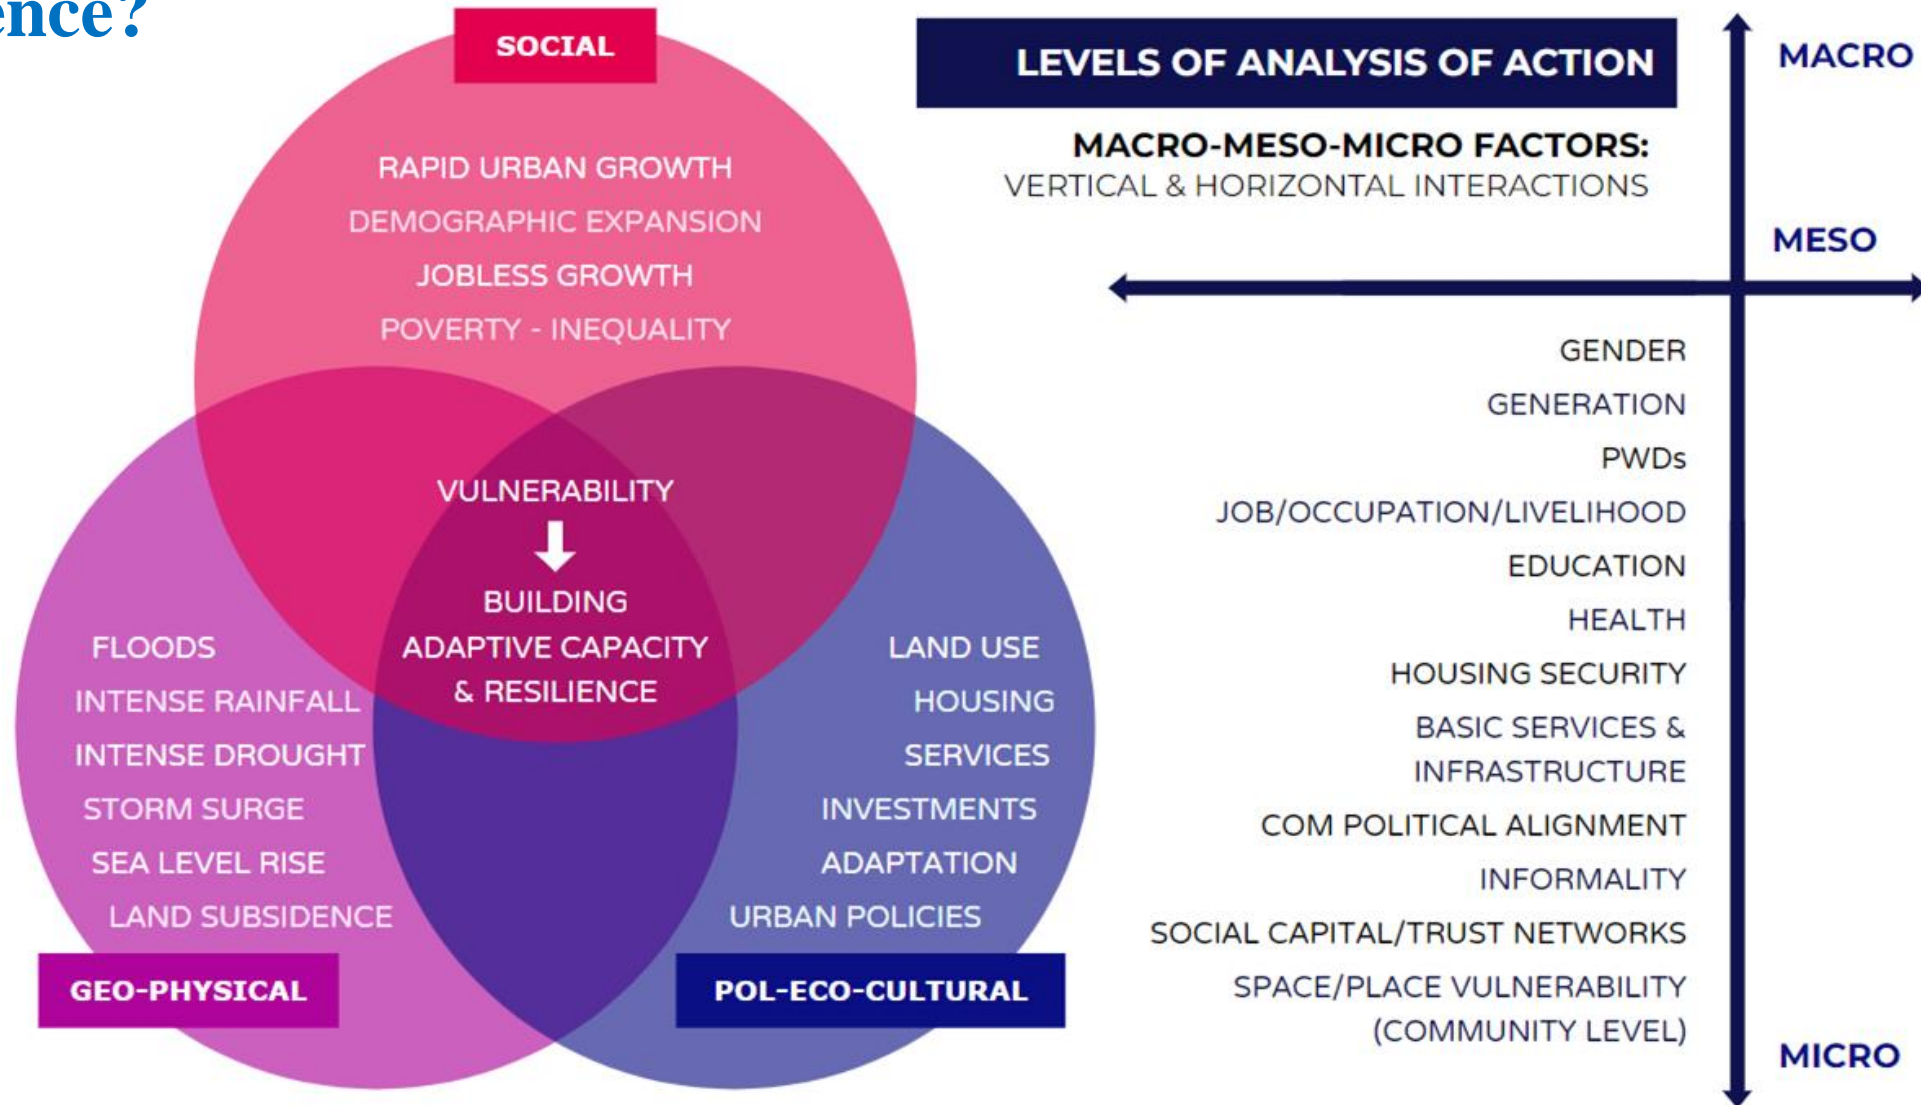 ence?
SOCIAL
RAPID URBAN GROWTH
DEMOGRAPHIC EXPANSION
JOBLESS GROWTH
POVERTY - INEQUALITY
VULNERABILITY
BUILDING
ADAPTIVE CAPACITY
& RESILIENCE
FLOODS
INTENSE RAINFALL
INTENSE DROUGHT
STORM SURGE
SEA LEVEL RISE
LAND SUBSIDENCE
GEO-PHYSICAL
LAND USE
HOUSING
SERVICES
INVESTMENTS
ADAPTATION
URBAN POLICIES
POL-ECO-CULTURAL
LEVELS OF ANALYSIS OF ACTION
MACRO-MESO-MICRO FACTORS:
VERTICAL & HORIZONTAL INTERACTIONS
MACRO
MESO
GENDER
GENERATION
PWDs
JOB/OCCUPATION/LIVELIHOOD
EDUCATION
HEALTH
HOUSING SECURITY
BASIC SERVICES &
INFRASTRUCTURE
COM POLITICAL ALIGNMENT
INFORMALITY
SOCIAL CAPITAL/TRUST NETWORKS
SPACE/PLACE VULNERABILITY
(COMMUNITY LEVEL)
MICRO